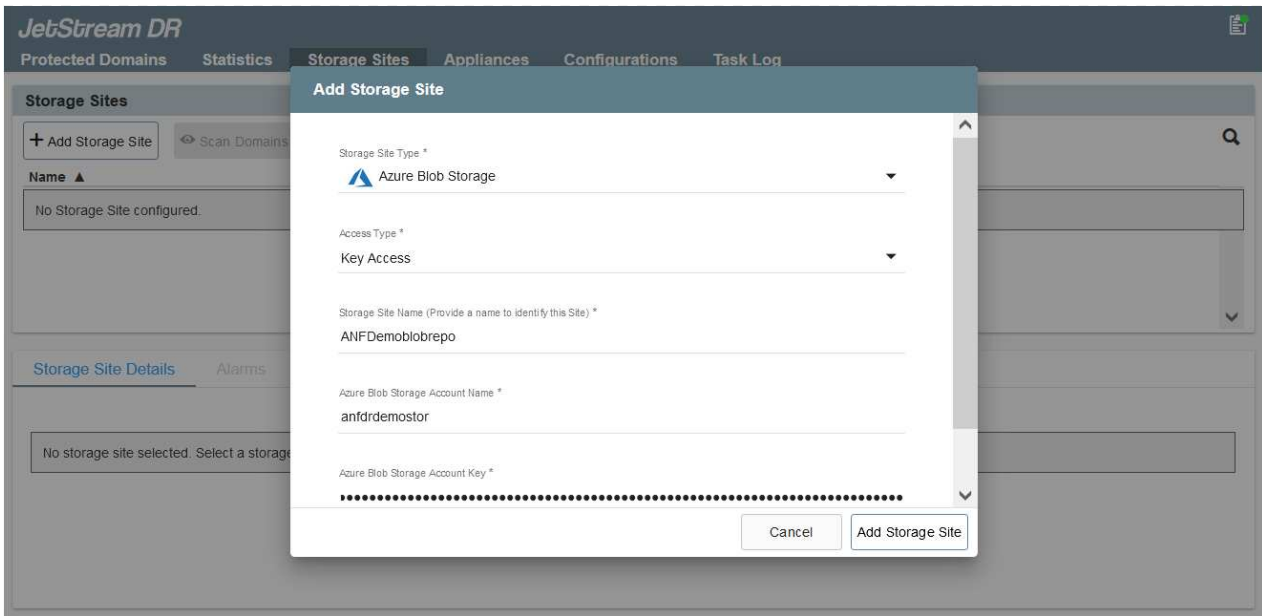 JetStream DR
Protected Domains Statistics Storage Sites Appliances Configurations Task Log
Storage Sites
+ Add Storage Site Scan Domains
Name ▲
No Storage Site configured.
Storage Site Details Alarms
No storage site selected. Select a storage
Add Storage Site
Storage Site Type *
Azure Blob Storage
Access Type *
Key Access
Storage Site Name (Provide a name to identify this Site) *
ANFDemoblobrepo
Azure Blob Storage Account Name *
anfdrdemostor
Azure Blob Storage Account Key *
Cancel Add Storage Site